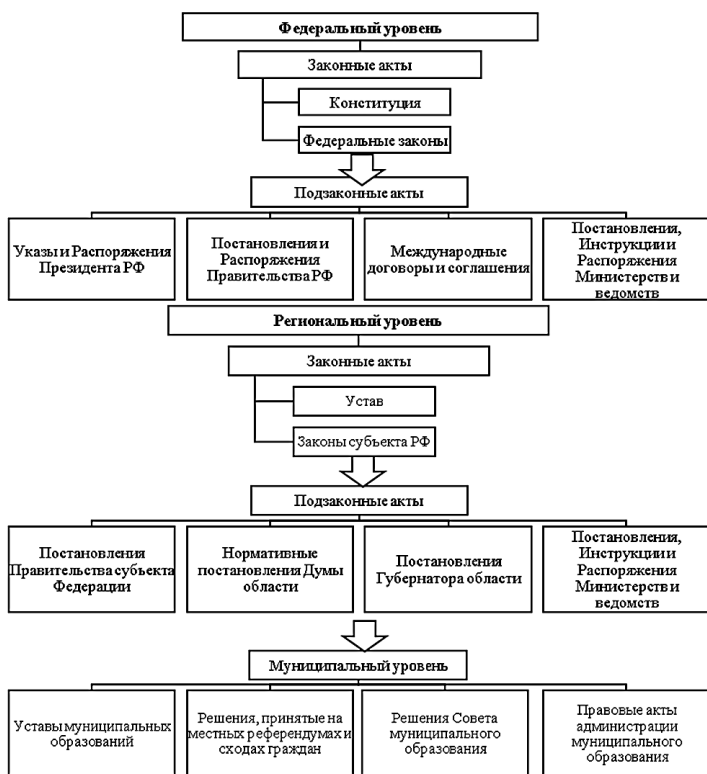 Федеральный уровень
Законные акты
Конституция
Федеральные законы
Подзаконные акты
Указы и Распоряжения
Президента РФ
Постановления и
Распоряжения
Правительства РФ
Международные
договоры и соглашения
Постановления,
Инструкции и
Распоряжения
Министерств и
ведомств
Региональный уровень
Законные акты
Устав
Законы субъекта РФ
Подзаконные акты
Постановления
Правительства субъекта
Федерации
Нормативные
постановления Думы
области
Постановления
Губернатора области
Постановления,
Инструкции и
Распоряжения
Министерств и
ведомств
Муниципальный уровень
Уставы муниципальных
образований
Решения, принятые на
местных референдумах и
сходах граждан
Решения Совета
муниципального
образования
Правовые акты
администрации
муниципального
образования